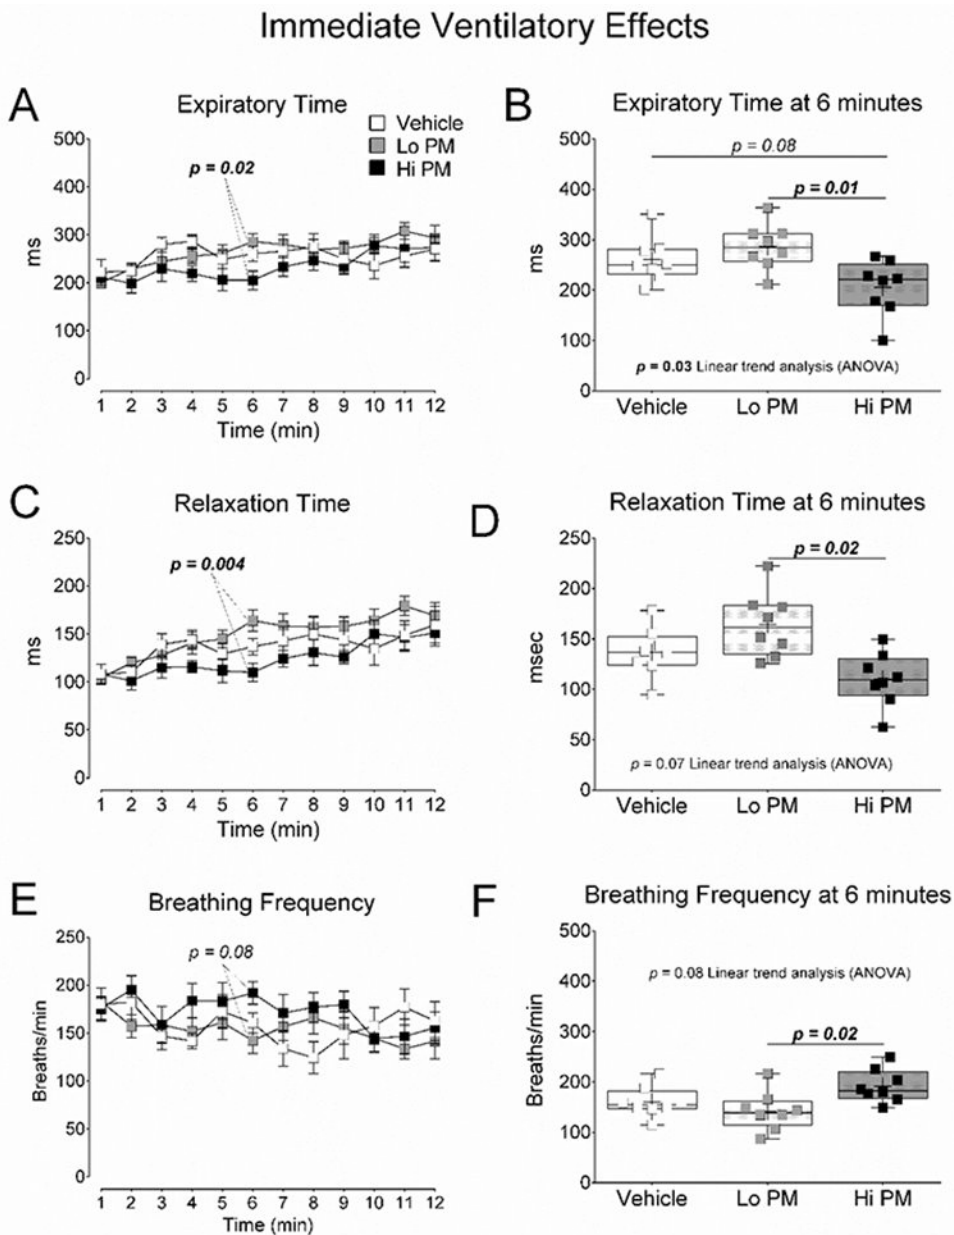 Immediate Ventilatory Effects
A
Expiratory Time
Vehicle
Lo PM
Hi PM
p = 0.02
500
400
300
200
100
0
ms
1 2 3 4 5 6 7 8 9 10 11 12
Time (min)
B
Expiratory Time at 6 minutes
p = 0.08
p = 0.01
500
400
300
200
100
0
ms
p = 0.03 Linear trend analysis (ANOVA)
Vehicle Lo PM Hi PM
C
Relaxation Time
p = 0.004
250
200
150
100
50
0
ms
1 2 3 4 5 6 7 8 9 10 11 12
Time (min)
D
Relaxation Time at 6 minutes
p = 0.02
250
200
150
100
50
0
msec
p = 0.07 Linear trend analysis (ANOVA)
Vehicle Lo PM Hi PM
E
Breathing Frequency
p = 0.08
250
200
150
100
50
0
Breaths/min
1 2 3 4 5 6 7 8 9 10 11 12
Time (min)
F
Breathing Frequency at 6 minutes
p = 0.08 Linear trend analysis (ANOVA)
p = 0.02
500
400
300
200
100
0
Breaths/min
Vehicle Lo PM Hi PM